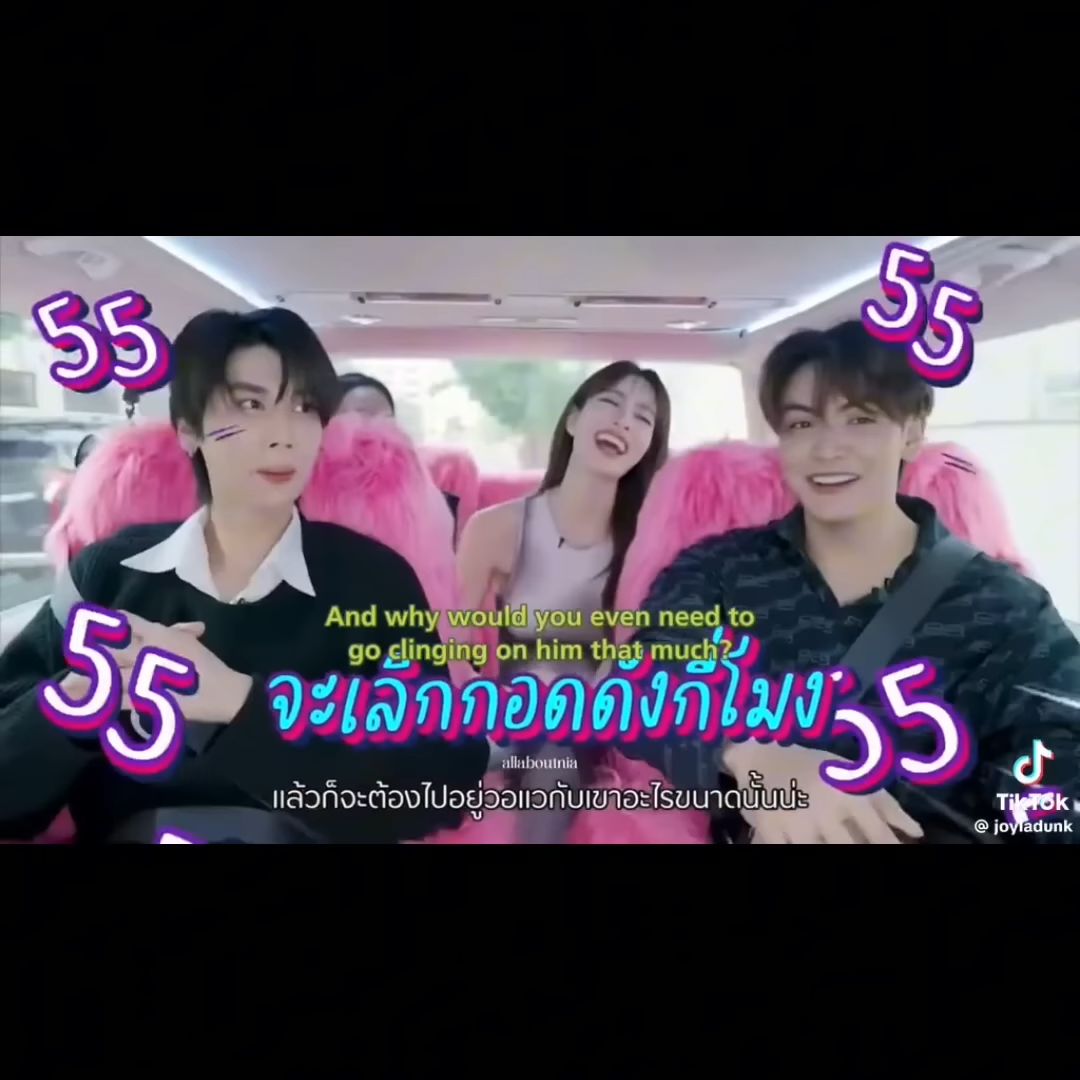 55
55
And why would you even need to
go clinging on him that much?
จะเลิกกอดดังกี่โมง
55
55
allaboutnia
แล้วก็จะต้องไปอยู่วอแวกับเขาอะไรขนาดนั้นน่ะ
TikTok
@ joyladunk